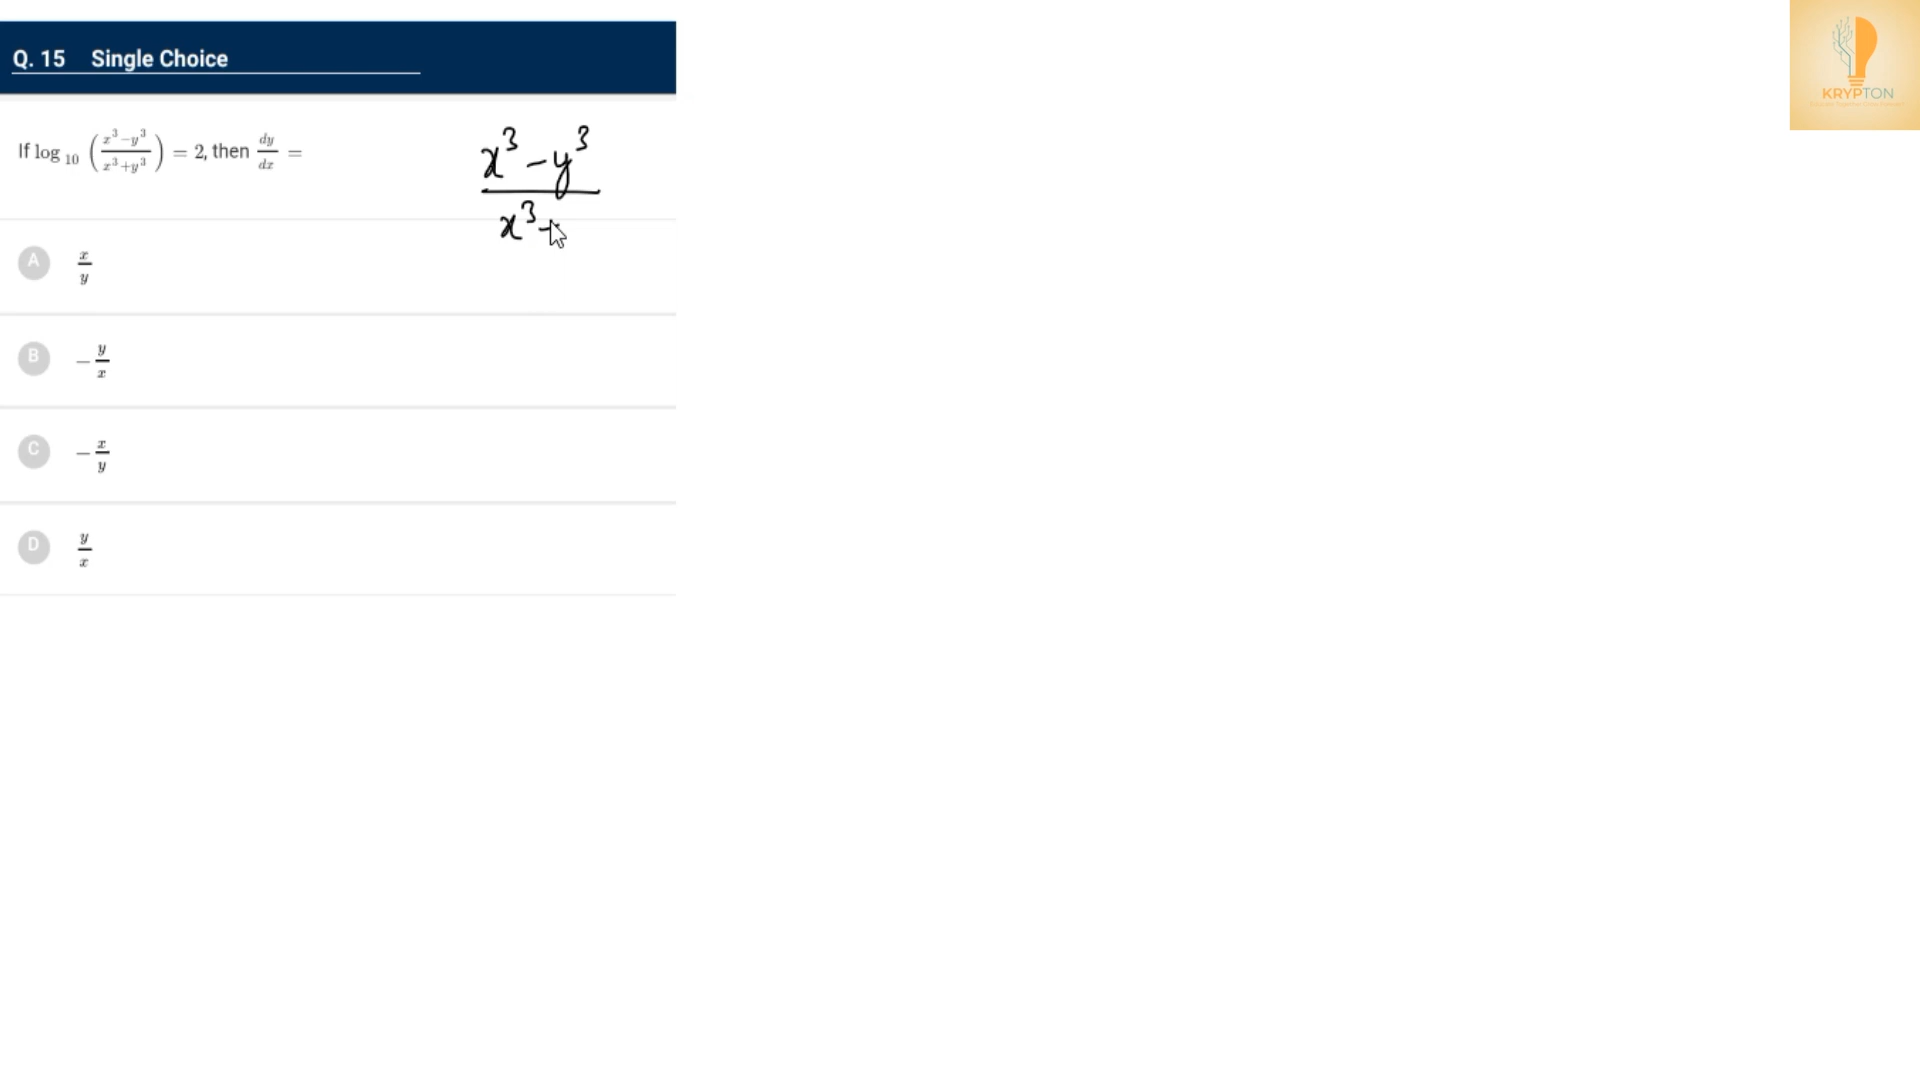 Q. 15 Single Choice
If log₁₀ ((x³−y³)/(x³+y³)) = 2, then dy/dx =
A x/y
B −y/x
C −x/y
D y/x
x³−y³
x³-
KRYPTON